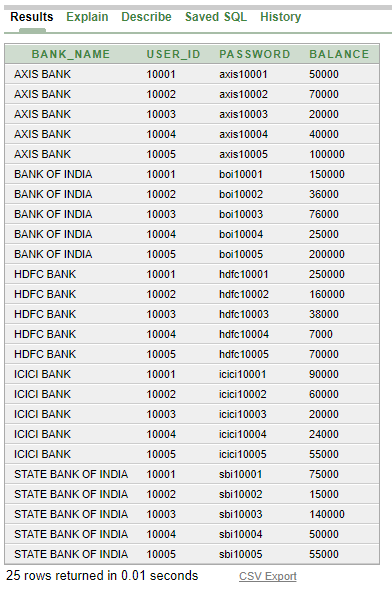 Results Explain Describe Saved SQL History
BANK_NAME USER_ID PASSWORD BALANCE
AXIS BANK 10001 axis10001 50000
AXIS BANK 10002 axis10002 70000
AXIS BANK 10003 axis10003 20000
AXIS BANK 10004 axis10004 40000
AXIS BANK 10005 axis10005 100000
BANK OF INDIA 10001 boi10001 150000
BANK OF INDIA 10002 boi10002 36000
BANK OF INDIA 10003 boi10003 76000
BANK OF INDIA 10004 boi10004 25000
BANK OF INDIA 10005 boi10005 200000
HDFC BANK 10001 hdfc10001 250000
HDFC BANK 10002 hdfc10002 160000
HDFC BANK 10003 hdfc10003 38000
HDFC BANK 10004 hdfc10004 7000
HDFC BANK 10005 hdfc10005 70000
ICICI BANK 10001 icici10001 90000
ICICI BANK 10002 icici10002 60000
ICICI BANK 10003 icici10003 20000
ICICI BANK 10004 icici10004 24000
ICICI BANK 10005 icici10005 55000
STATE BANK OF INDIA 10001 sbi10001 75000
STATE BANK OF INDIA 10002 sbi10002 15000
STATE BANK OF INDIA 10003 sbi10003 140000
STATE BANK OF INDIA 10004 sbi10004 50000
STATE BANK OF INDIA 10005 sbi10005 55000
25 rows returned in 0.01 seconds CSV Export